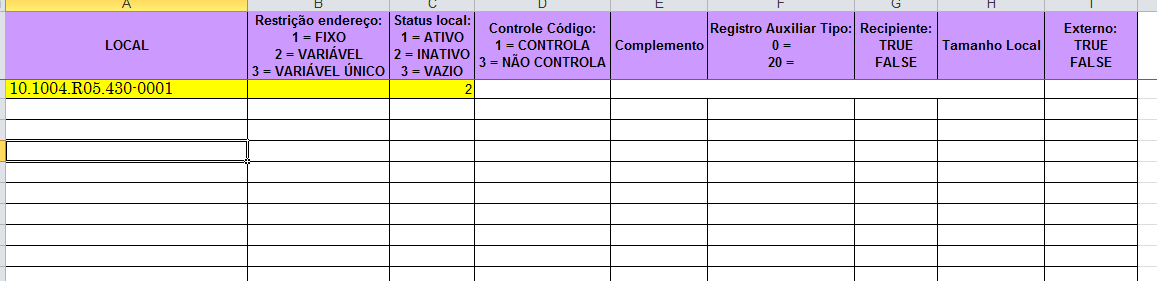 A B C D E F G H I
LOCAL
Restrição endereço:
1 = FIXO
2 = VARIÁVEL
3 = VARIÁVEL ÚNICO
Status local:
1 = ATIVO
2 = INATIVO
3 = VAZIO
Controle Código:
1 = CONTROLA
3 = NÃO CONTROLA
Complemento
Registro Auxiliar Tipo:
0 =
20 =
Recipiente:
TRUE
FALSE
Tamanho Local
Externo:
TRUE
FALSE
10.1004.R05.430-0001 2